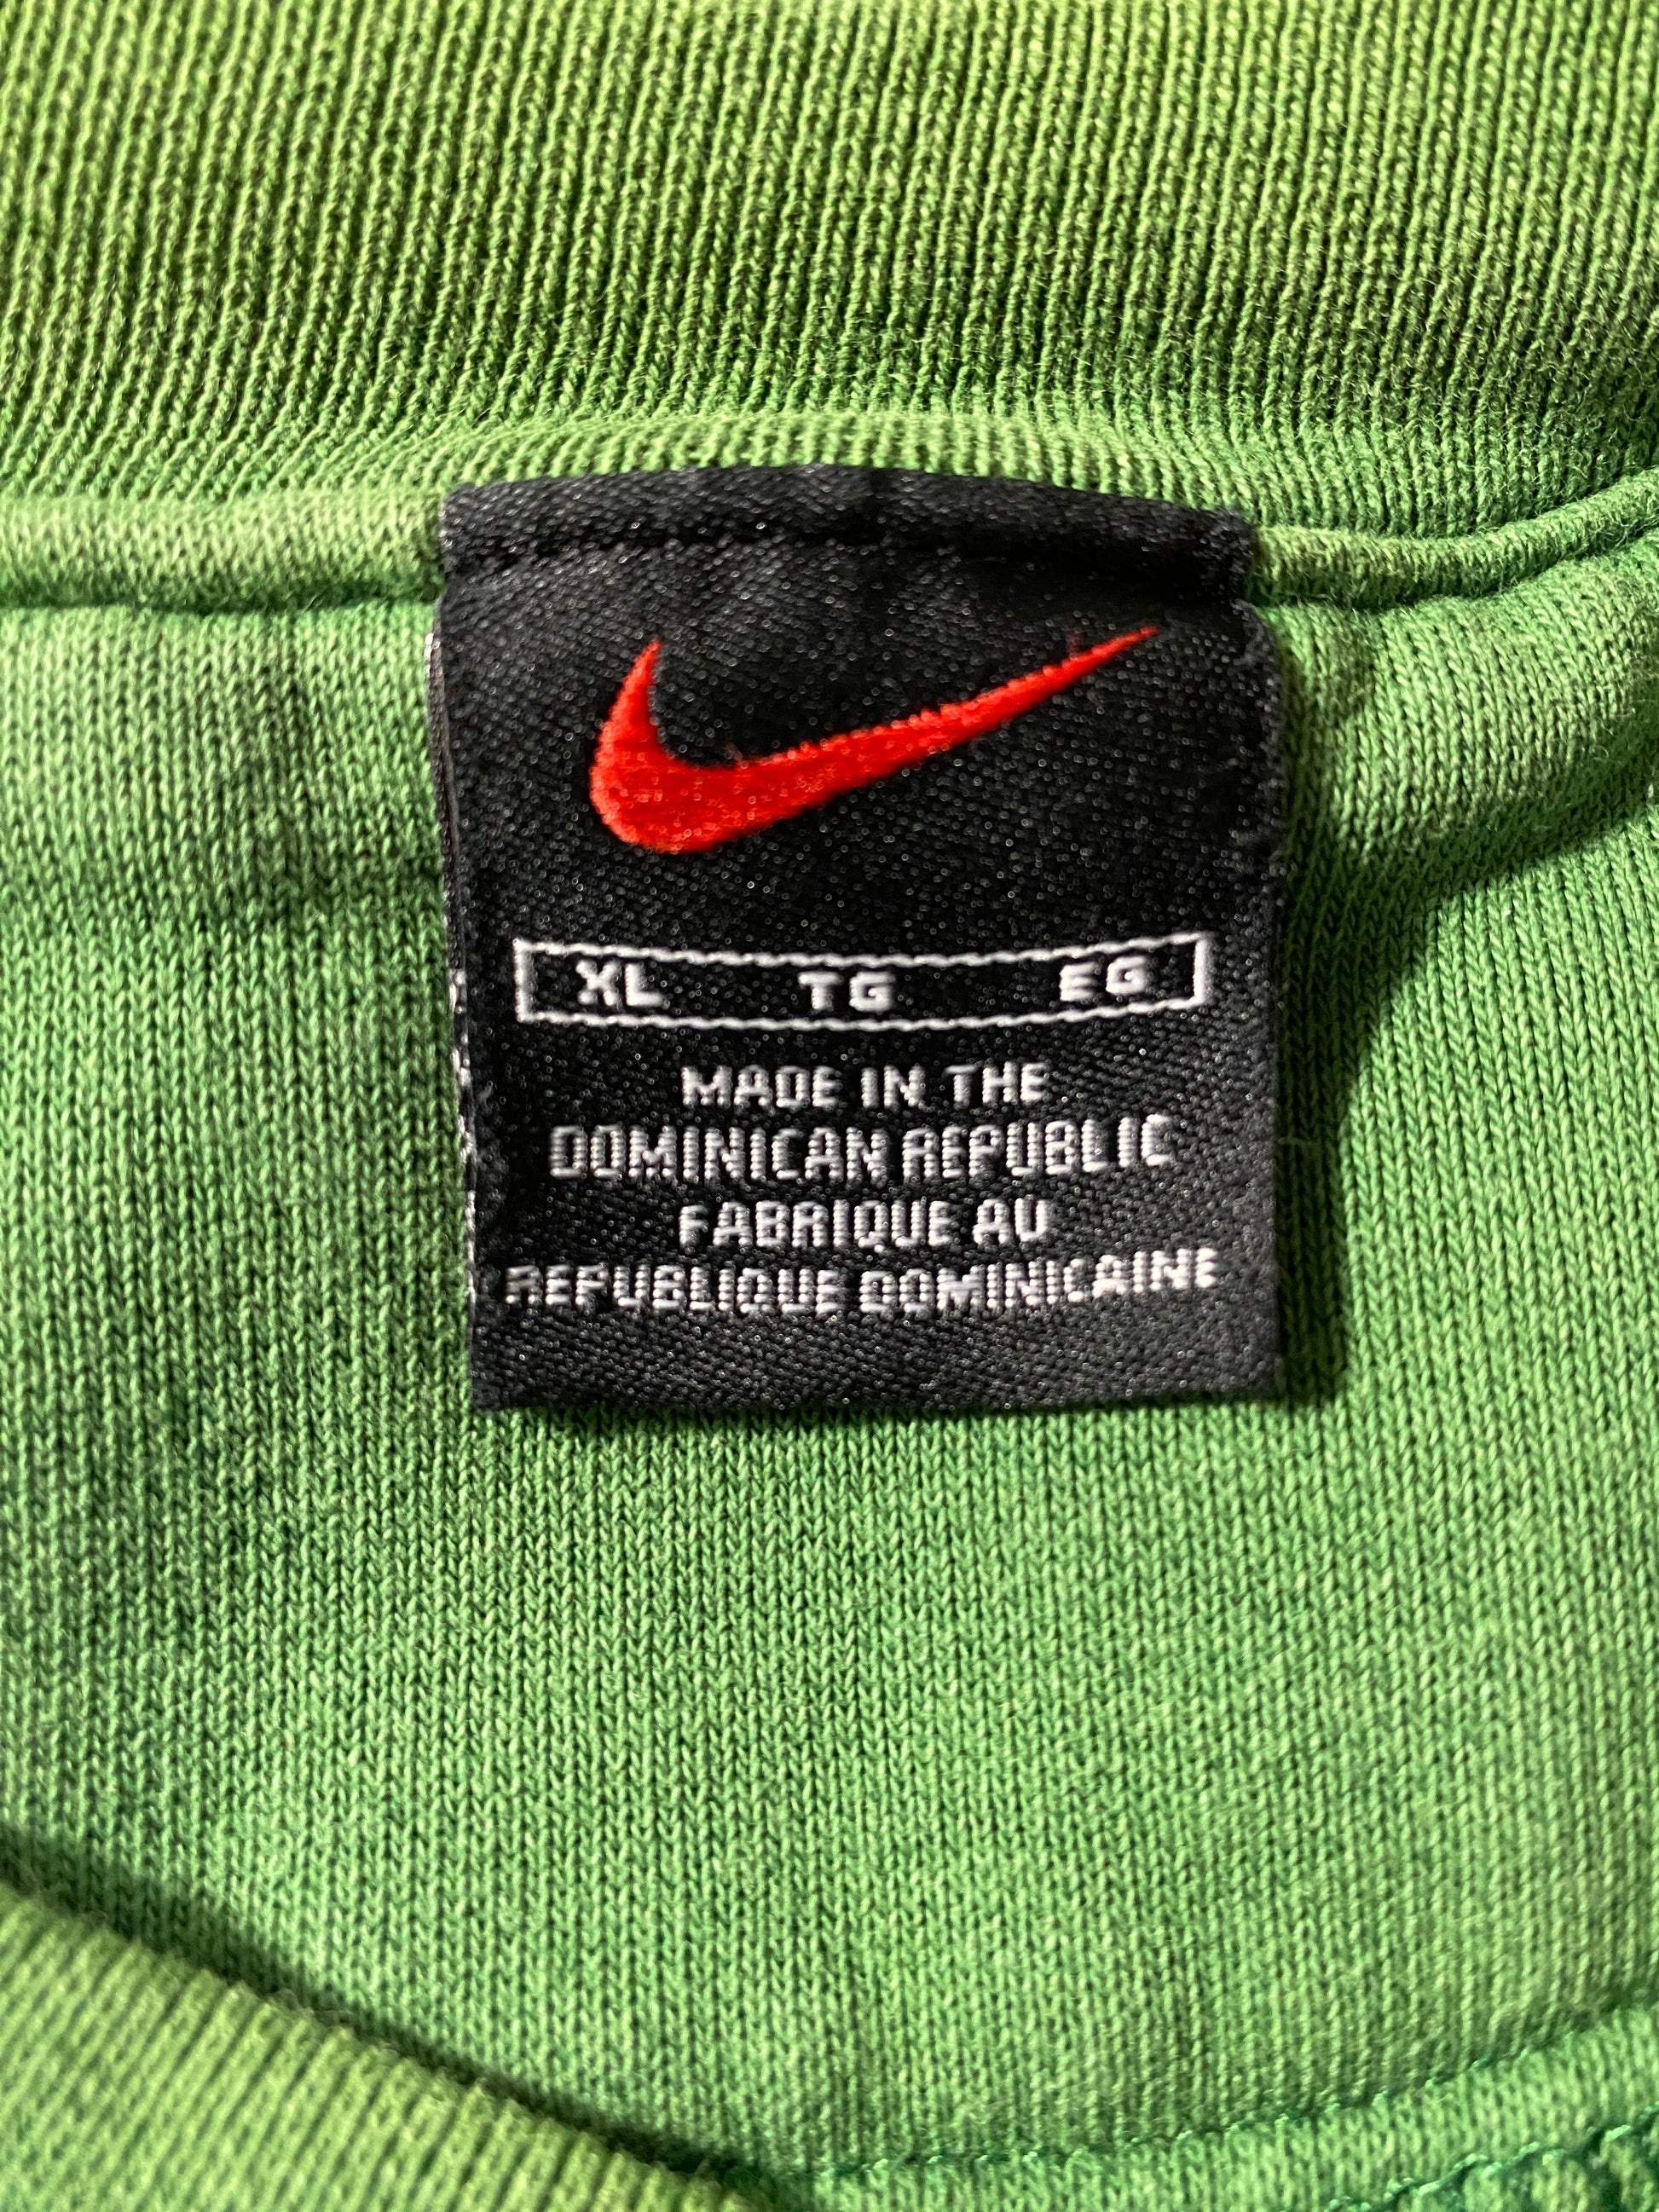 XL TG EG
MADE IN THE
DOMINICAN REPUBLIC
FABRIQUE AU
REPUBLIQUE DOMINICAINE